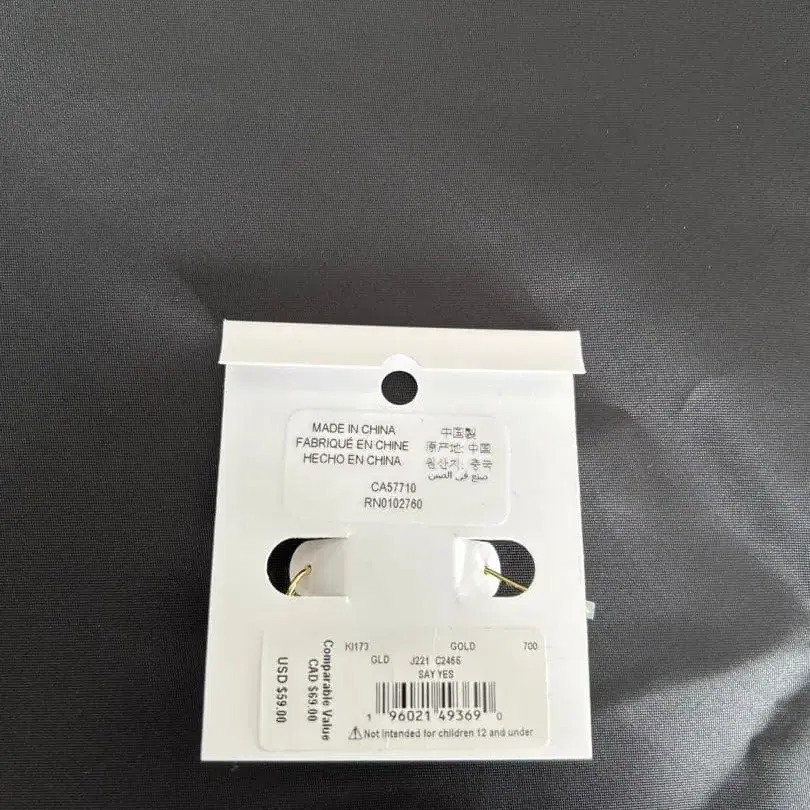 MADE IN CHINA
FABRIQUÉ EN CHINE
HECHO EN CHINA
中国製
原产地: 中国
원산지: 중국
صنع في الصين
CA57710
RN0102760
KI173 GOLD 700
GLD J221 C2466
SAY YES
1 96021 49369 0
⚠ Not intended for children 12 and under
Comparable Value
CAD $69.00
USD $59.00